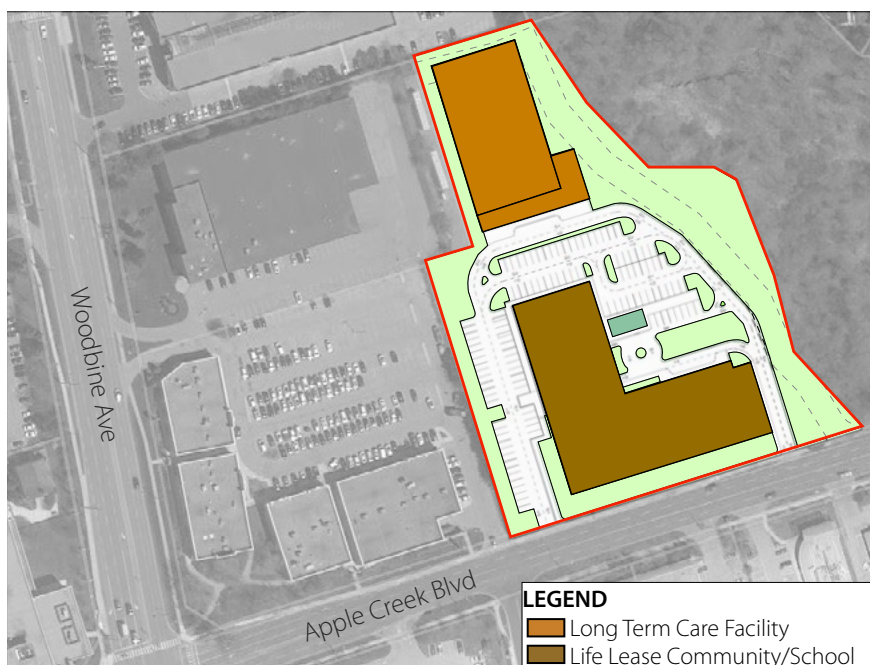 Woodbine Ave
Apple Creek Blvd
LEGEND
Long Term Care Facility
Life Lease Community/School